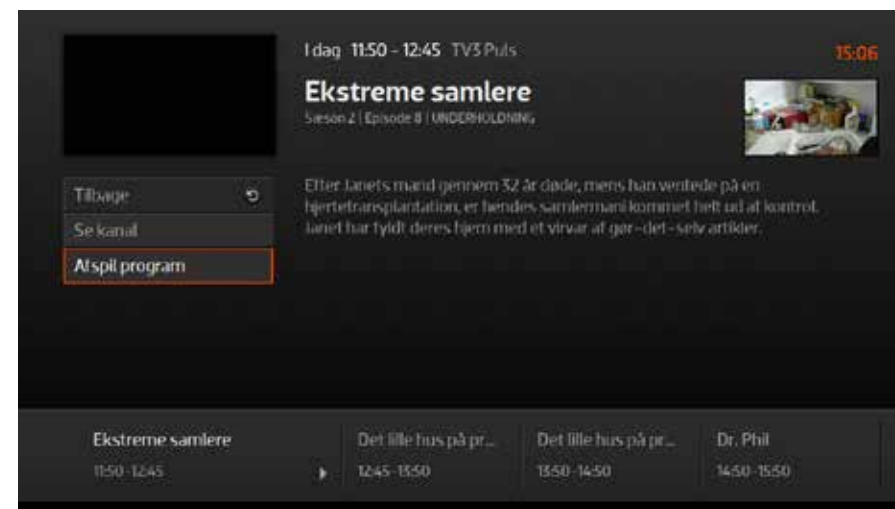 I dag 11:50 - 12:45 TV3 Puls
15:06
Ekstreme samlere
Sæson 2 | Episode 8 | UNDERHOLDNING
Tilbage
Se kanal
Afspil program
Efter Janets mand gennem 32 år døde, mens han ventede på en
hjertetransplantation, er hendes samlermani kommet helt ud af kontrol.
Janet har fyldt deres hjem med et virvar af gør-det-selv artikler.
Ekstreme samlere
11:50 - 12:45
Det lille hus på pr...
12:45 - 13:50
Det lille hus på pr...
13:50 - 14:50
Dr. Phil
14:50 - 15:50